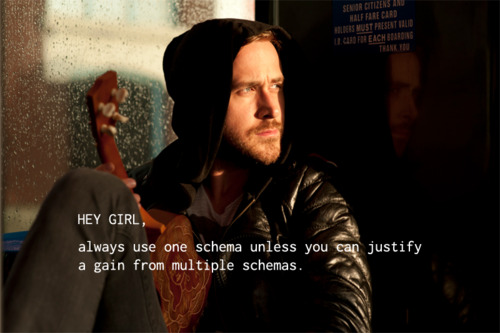 SENIOR CITIZENS AND
HALF FARE CARD
HOLDERS MUST PRESENT VALID
I.D. CARD FOR EACH BOARDING
THANK YOU
HEY GIRL,
always use one schema unless you can justify
a gain from multiple schemas.